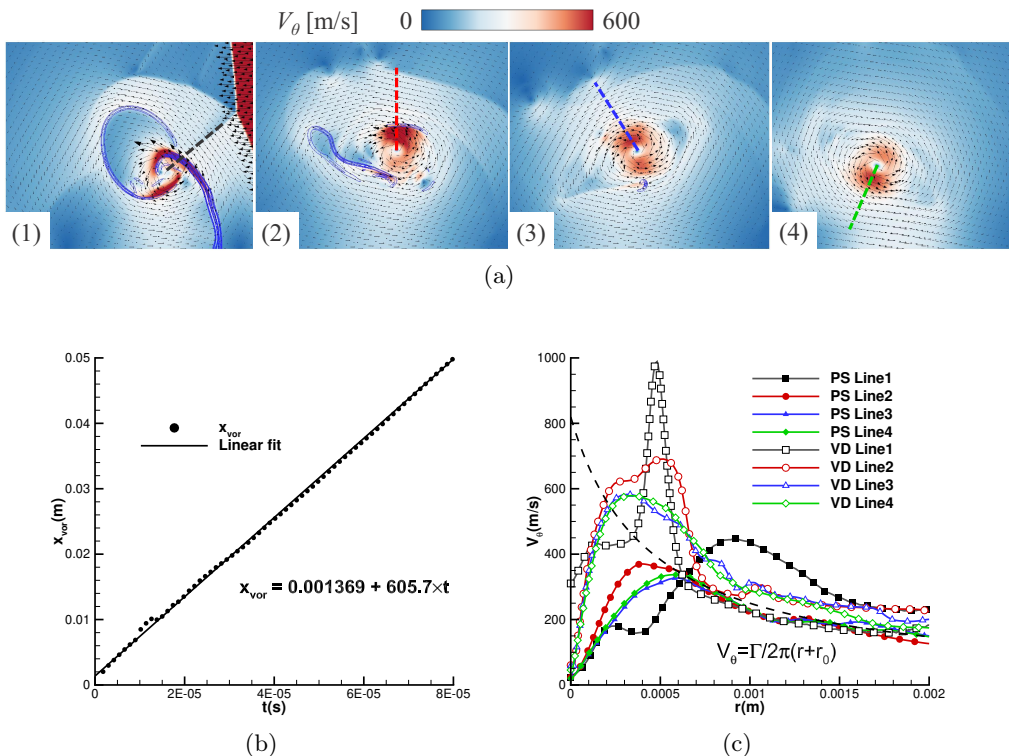 V_θ [m/s] 0 600
(1) (2) (3) (4)
(a)
x_vor(m)
0.05
0.04
0.03
0.02
0.01
0
x_vor
Linear fit
x_vor = 0.001369 + 605.7×t
0 2E-05 4E-05 6E-05 8E-05
t(s)
(b)
V_θ(m/s)
1000
800
600
400
200
0
PS Line1
PS Line2
PS Line3
PS Line4
VD Line1
VD Line2
VD Line3
VD Line4
V_θ=Γ/2π(r+r_0)
0 0.0005 0.001 0.0015 0.002
r(m)
(c)